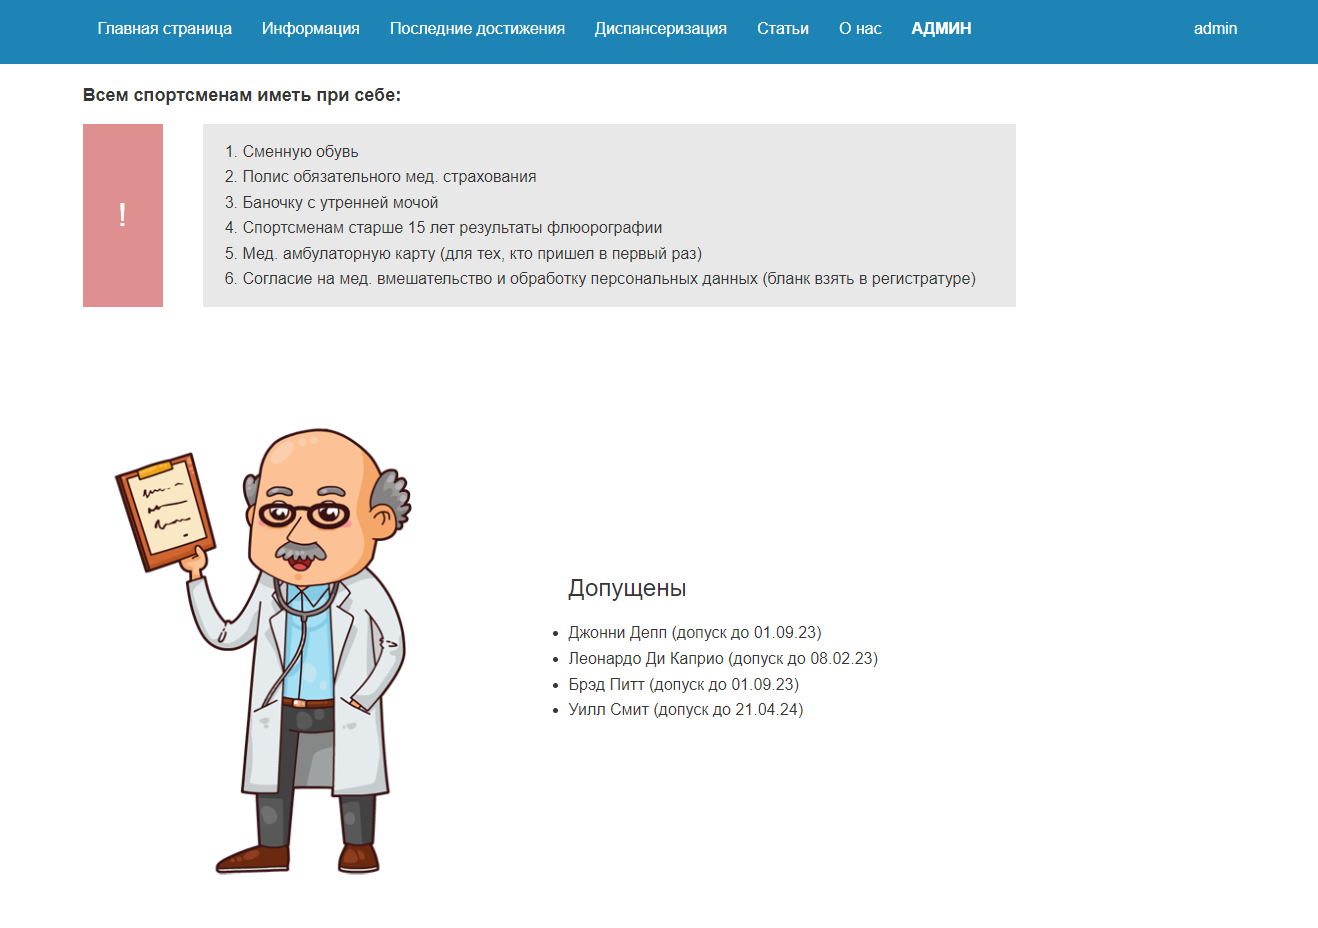 Главная страница Информация Последние достижения Диспансеризация Статьи О нас АДМИН admin
Всем спортсменам иметь при себе:
!
1. Сменную обувь
2. Полис обязательного мед. страхования
3. Баночку с утренней мочой
4. Спортсменам старше 15 лет результаты флюорографии
5. Мед. амбулаторную карту (для тех, кто пришел в первый раз)
6. Согласие на мед. вмешательство и обработку персональных данных (бланк взять в регистратуре)
Допущены
• Джонни Депп (допуск до 01.09.23)
• Леонардо Ди Каприо (допуск до 08.02.23)
• Брэд Питт (допуск до 01.09.23)
• Уилл Смит (допуск до 21.04.24)